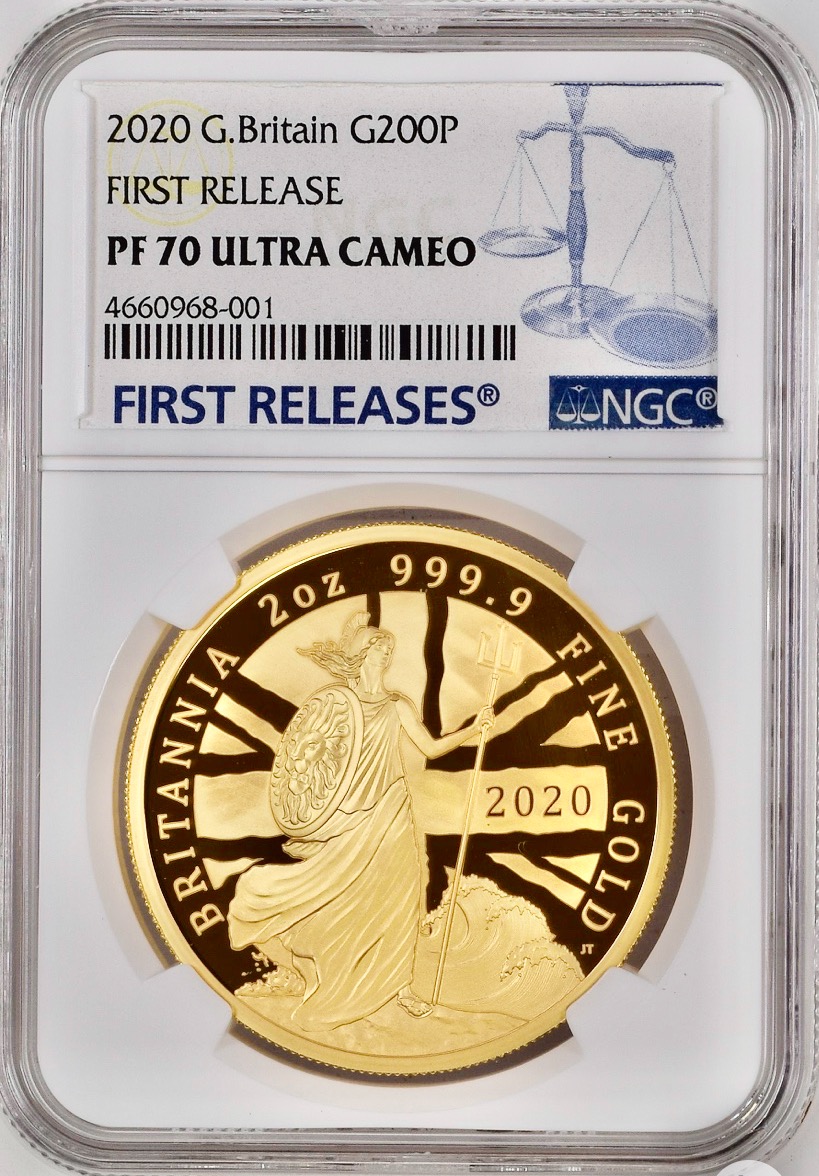 2020 G.Britain G200P
FIRST RELEASE
PF 70 ULTRA CAMEO
4660968-001
FIRST RELEASES®
NGC®
BRITANNIA 2oz 999.9 FINE GOLD
2020
JT